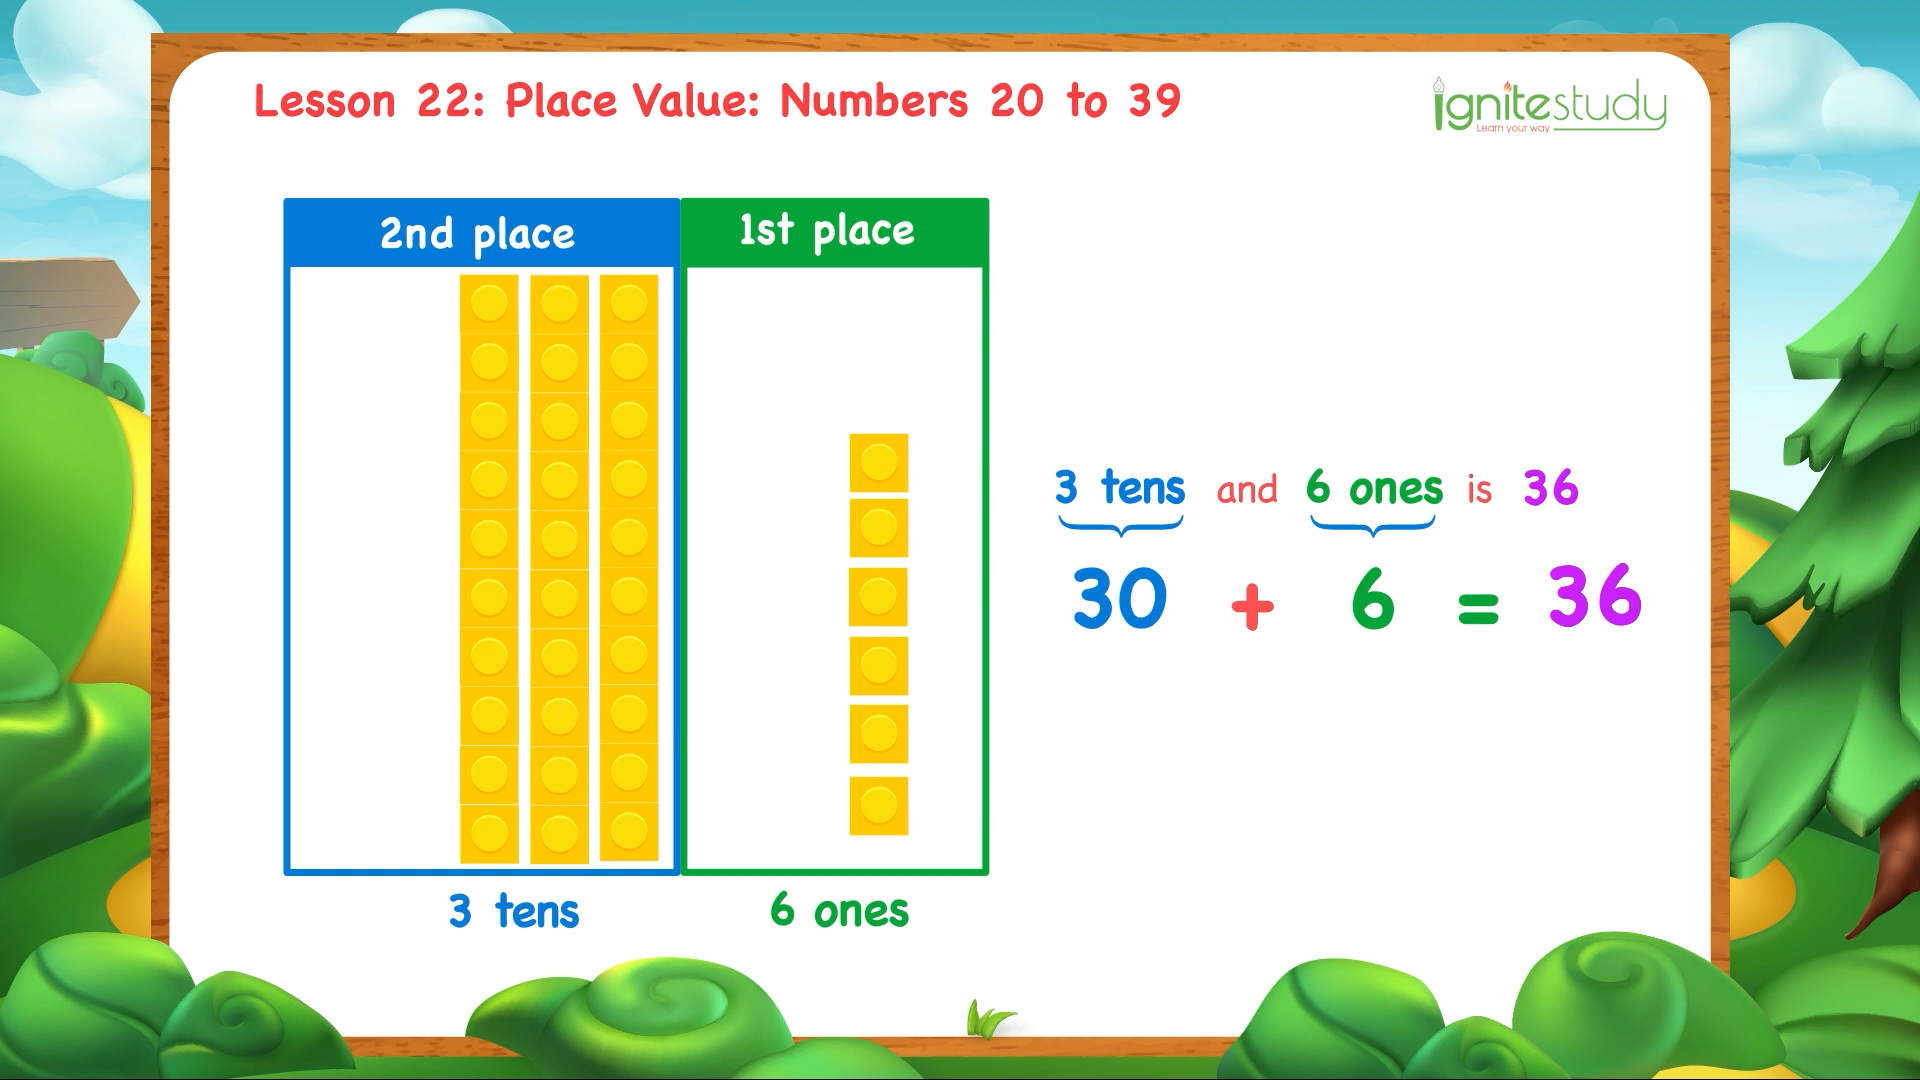 Lesson 22: Place Value: Numbers 20 to 39
ignitestudy
Learn your way
2nd place
1st place
3 tens and 6 ones is 36
30 + 6 = 36
3 tens
6 ones